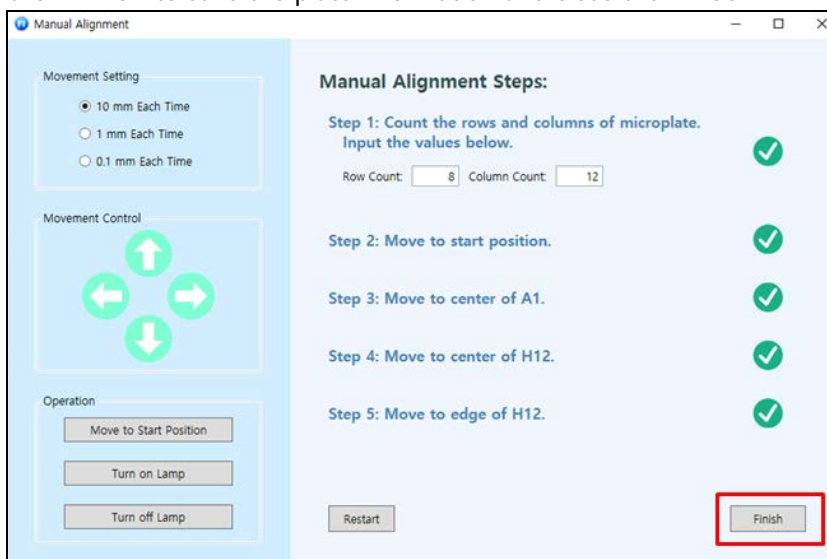 Manual Alignment
Movement Setting
10 mm Each Time
1 mm Each Time
0.1 mm Each Time
Movement Control
Operation
Move to Start Position
Turn on Lamp
Turn off Lamp
Manual Alignment Steps:
Step 1: Count the rows and columns of microplate.
Input the values below.
Row Count: 8 Column Count: 12
Step 2: Move to start position.
Step 3: Move to center of A1.
Step 4: Move to center of H12.
Step 5: Move to edge of H12.
Restart
Finish